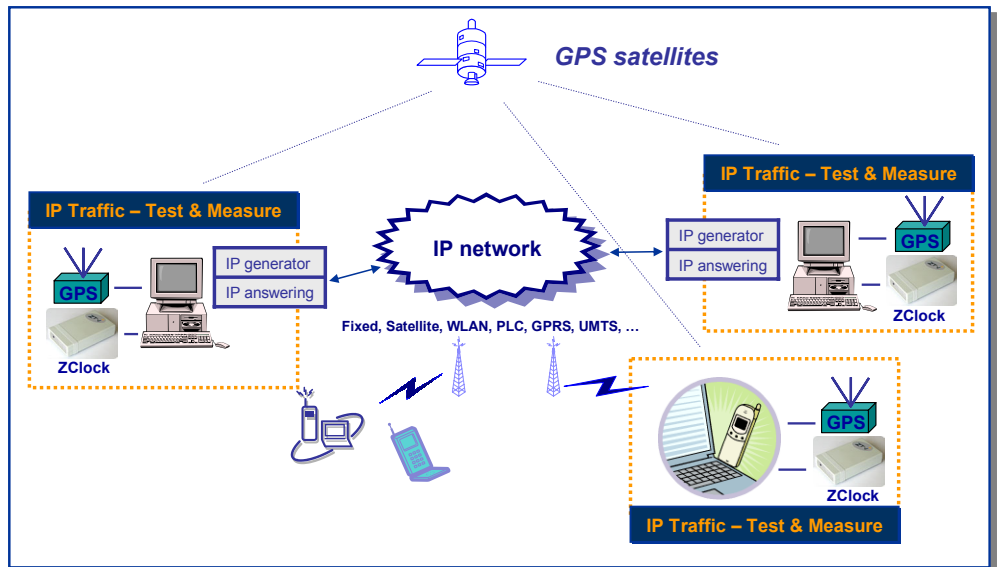 GPS satellites
IP Traffic – Test & Measure
IP Traffic – Test & Measure
IP generator
IP answering
GPS
ZClock
IP network
IP generator
IP answering
GPS
ZClock
Fixed, Satellite, WLAN, PLC, GPRS, UMTS, ...
GPS
ZClock
IP Traffic – Test & Measure